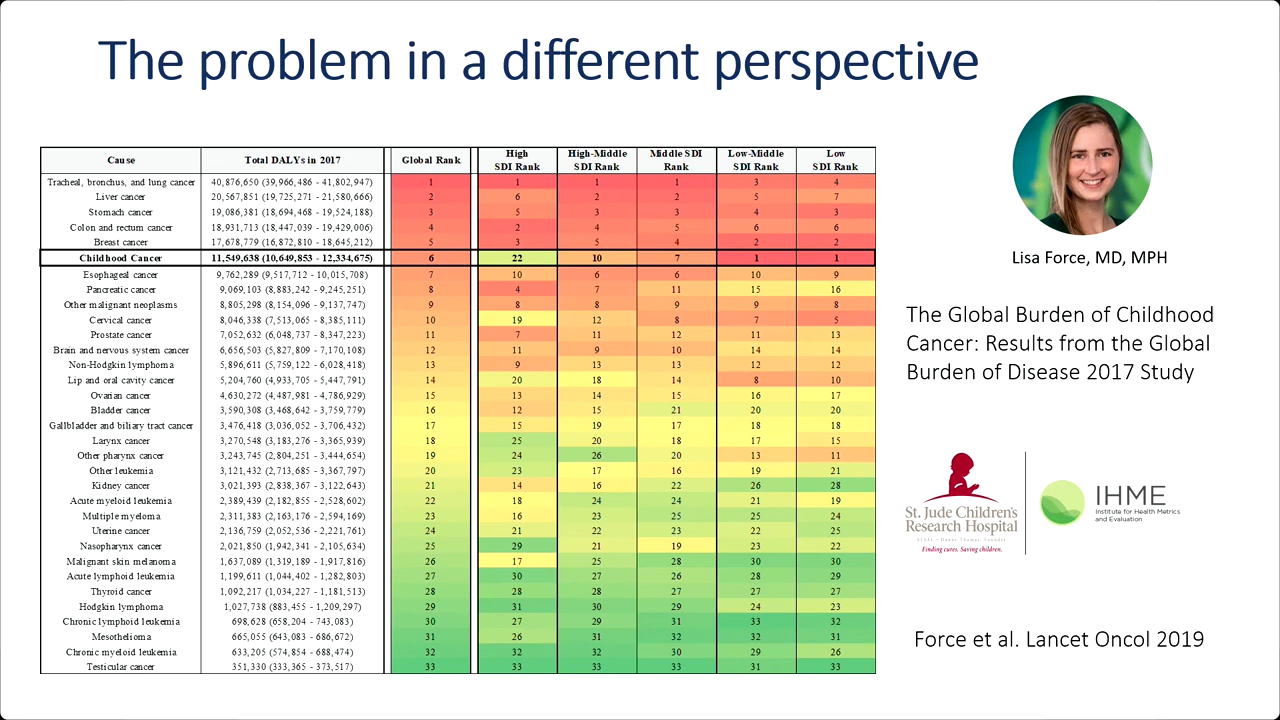 The problem in a different perspective
Cause Total DALYs in 2017 Global Rank High SDI Rank High-Middle SDI Rank Middle SDI Rank Low-Middle SDI Rank Low SDI Rank
Tracheal, bronchus, and lung cancer 40,876,650 (39,966,486 - 41,802,947) 1 1 1 1 3 4
Liver cancer 20,567,851 (19,725,271 - 21,580,666) 2 6 2 2 5 7
Stomach cancer 19,086,381 (18,694,468 - 19,524,188) 3 5 3 3 4 3
Colon and rectum cancer 18,931,713 (18,447,039 - 19,429,006) 4 2 4 5 6 6
Breast cancer 17,678,779 (16,872,810 - 18,645,212) 5 3 5 4 2 2
Childhood Cancer 11,549,638 (10,649,853 - 12,334,675) 6 22 10 7 1 1
Esophageal cancer 9,762,289 (9,517,712 - 10,015,708) 7 10 6 6 10 9
Pancreatic cancer 9,069,103 (8,883,242 - 9,245,251) 8 4 7 11 15 16
Other malignant neoplasms 8,805,298 (8,154,096 - 9,137,747) 9 8 8 9 9 8
Cervical cancer 8,046,338 (7,513,065 - 8,385,111) 10 19 12 8 7 5
Prostate cancer 7,052,632 (6,048,737 - 8,347,223) 11 7 11 12 11 13
Brain and nervous system cancer 6,656,503 (5,827,809 - 7,170,108) 12 11 9 10 14 14
Non-Hodgkin lymphoma 5,896,611 (5,759,122 - 6,028,418) 13 9 13 13 12 12
Lip and oral cavity cancer 5,204,760 (4,933,705 - 5,447,791) 14 20 18 14 8 10
Ovarian cancer 4,630,272 (4,487,981 - 4,786,929) 15 13 14 15 16 17
Bladder cancer 3,590,308 (3,468,642 - 3,759,779) 16 12 15 21 20 20
Gallbladder and biliary tract cancer 3,476,418 (3,036,052 - 3,706,432) 17 15 19 17 18 18
Larynx cancer 3,270,548 (3,183,276 - 3,365,939) 18 25 20 18 17 15
Other pharynx cancer 3,243,745 (2,804,251 - 3,444,654) 19 24 26 20 13 11
Other leukemia 3,121,432 (2,713,685 - 3,367,797) 20 23 17 16 19 21
Kidney cancer 3,021,393 (2,838,367 - 3,122,643) 21 14 16 22 26 28
Acute myeloid leukemia 2,389,439 (2,182,855 - 2,528,602) 22 18 24 24 21 19
Multiple myeloma 2,311,383 (2,163,176 - 2,594,169) 23 16 23 25 25 24
Uterine cancer 2,136,759 (2,052,536 - 2,221,761) 24 21 22 23 22 25
Nasopharynx cancer 2,021,850 (1,942,341 - 2,105,634) 25 29 21 19 23 22
Malignant skin melanoma 1,637,089 (1,319,189 - 1,917,816) 26 17 25 28 30 30
Acute lymphoid leukemia 1,199,611 (1,044,402 - 1,282,803) 27 30 27 26 28 29
Thyroid cancer 1,092,217 (1,034,227 - 1,181,513) 28 28 28 27 27 27
Hodgkin lymphoma 1,027,738 (883,455 - 1,209,297) 29 31 30 29 24 23
Chronic lymphoid leukemia 698,628 (658,204 - 743,083) 30 27 29 31 33 32
Mesothelioma 665,055 (643,083 - 686,672) 31 26 31 32 32 31
Chronic myeloid leukemia 633,205 (574,854 - 688,474) 32 32 32 30 29 26
Testicular cancer 351,330 (333,365 - 373,517) 33 33 33 33 31 33
Lisa Force, MD, MPH
The Global Burden of Childhood
Cancer: Results from the Global
Burden of Disease 2017 Study
St. Jude Children's
Research Hospital
Finding cures. Saving children.
IHME
Institute for Health Metrics
and Evaluation
Force et al. Lancet Oncol 2019